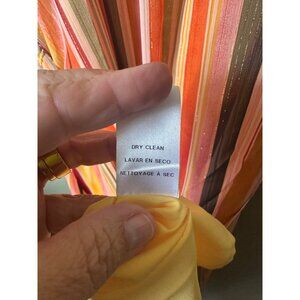 DRY CLEAN
LAVAR EN SECO
NETTOYAGE À SEC